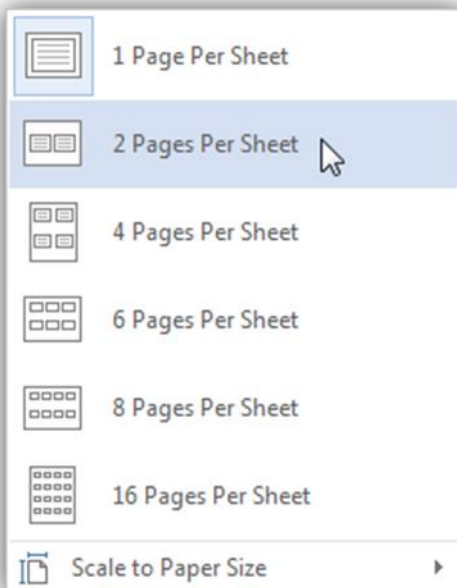 1 Page Per Sheet
2 Pages Per Sheet
4 Pages Per Sheet
6 Pages Per Sheet
8 Pages Per Sheet
16 Pages Per Sheet
Scale to Paper Size